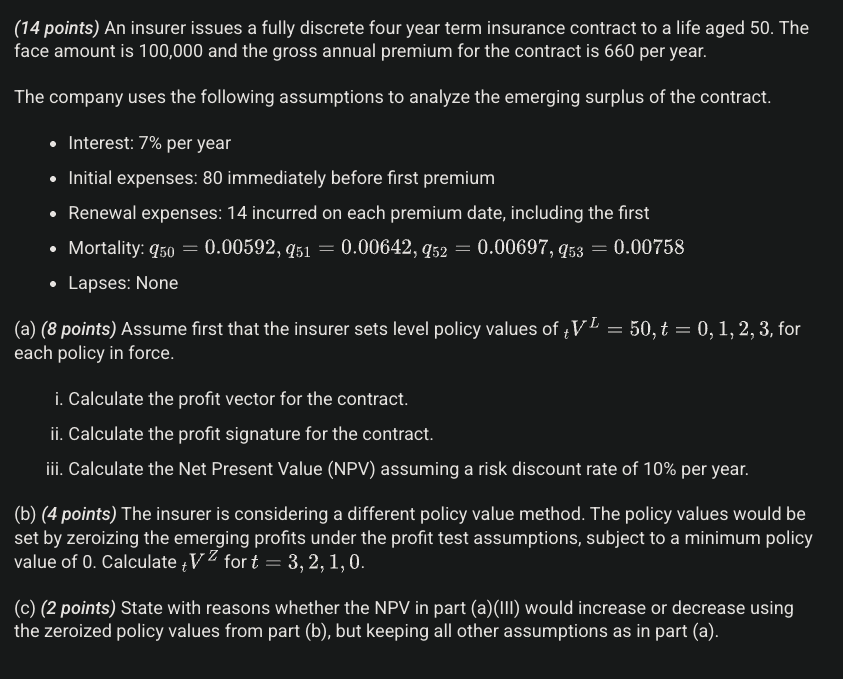 (14 points) An insurer issues a fully discrete four year term insurance contract to a life aged 50. The
face amount is 100,000 and the gross annual premium for the contract is 660 per year.
The company uses the following assumptions to analyze the emerging surplus of the contract.
• Interest: 7% per year
• Initial expenses: 80 immediately before first premium
• Renewal expenses: 14 incurred on each premium date, including the first
• Mortality: q₅₀ = 0.00592, q₅₁ = 0.00642, q₅₂ = 0.00697, q₅₃ = 0.00758
• Lapses: None
(a) (8 points) Assume first that the insurer sets level policy values of ₜVᴸ = 50, t = 0, 1, 2, 3, for
each policy in force.
i. Calculate the profit vector for the contract.
ii. Calculate the profit signature for the contract.
iii. Calculate the Net Present Value (NPV) assuming a risk discount rate of 10% per year.
(b) (4 points) The insurer is considering a different policy value method. The policy values would be
set by zeroizing the emerging profits under the profit test assumptions, subject to a minimum policy
value of 0. Calculate ₜV^Z for t = 3, 2, 1, 0.
(c) (2 points) State with reasons whether the NPV in part (a)(III) would increase or decrease using
the zeroized policy values from part (b), but keeping all other assumptions as in part (a).